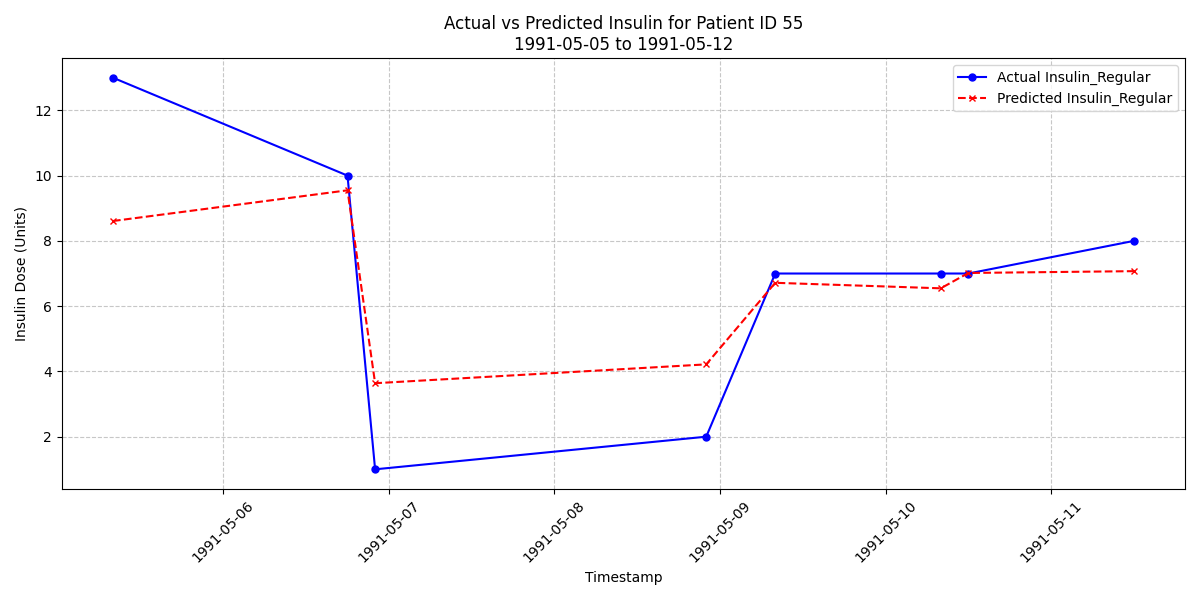 Actual vs Predicted Insulin for Patient ID 55
1991-05-05 to 1991-05-12
Actual Insulin_Regular
Predicted Insulin_Regular
Insulin Dose (Units)
12
10
8
6
4
2
1991-05-06
1991-05-07
1991-05-08
1991-05-09
1991-05-10
1991-05-11
Timestamp